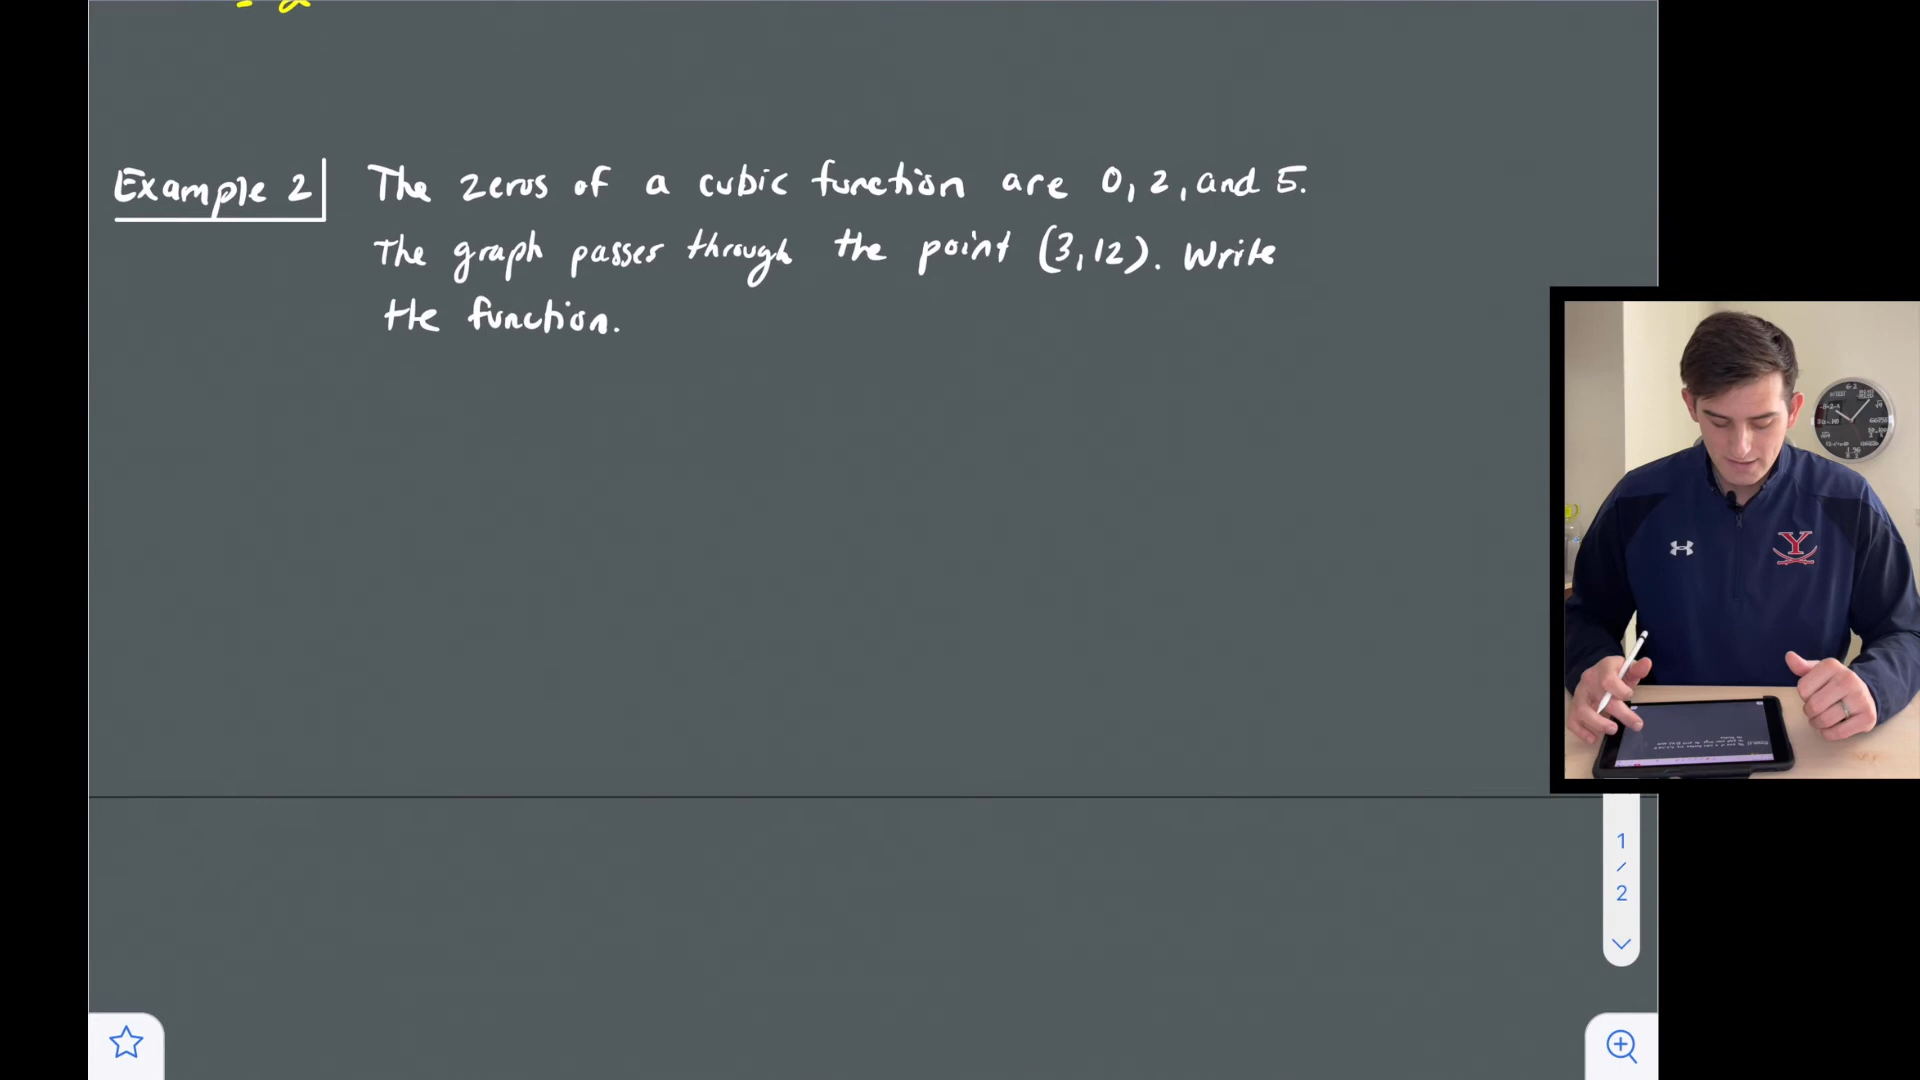 Example 2 The zeros of a cubic function are 0, 2, and 5.
The graph passes through the point (3,12). Write
the function.
Y
1
/
2